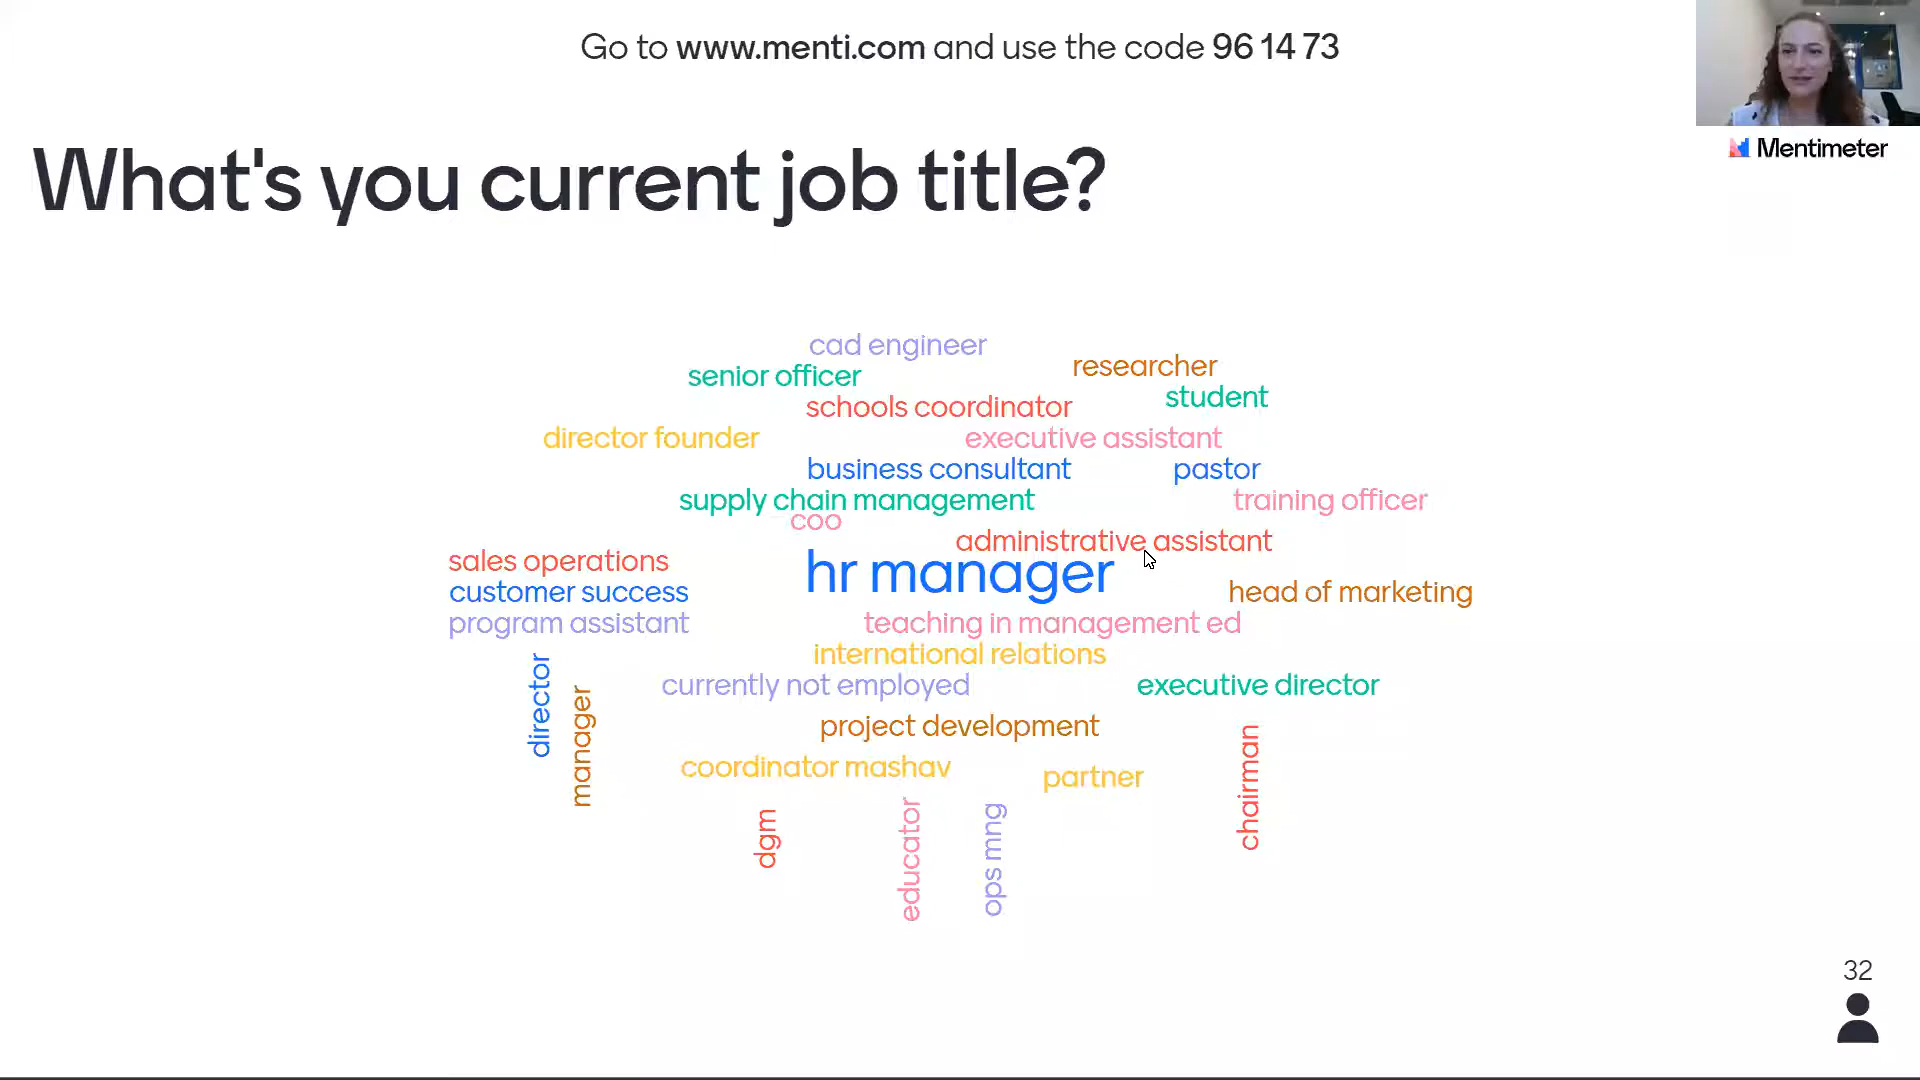 Go to www.menti.com and use the code 96 14 73
Mentimeter
What's you current job title?
cad engineer
researcher
senior officer
student
schools coordinator
director founder
executive assistant
business consultant
pastor
supply chain management
training officer
coo
administrative assistant
sales operations
hr manager
customer success
head of marketing
program assistant
teaching in management ed
international relations
director
manager
currently not employed
executive director
project development
chairman
coordinator mashav
partner
dgm
educator
ops mng
32